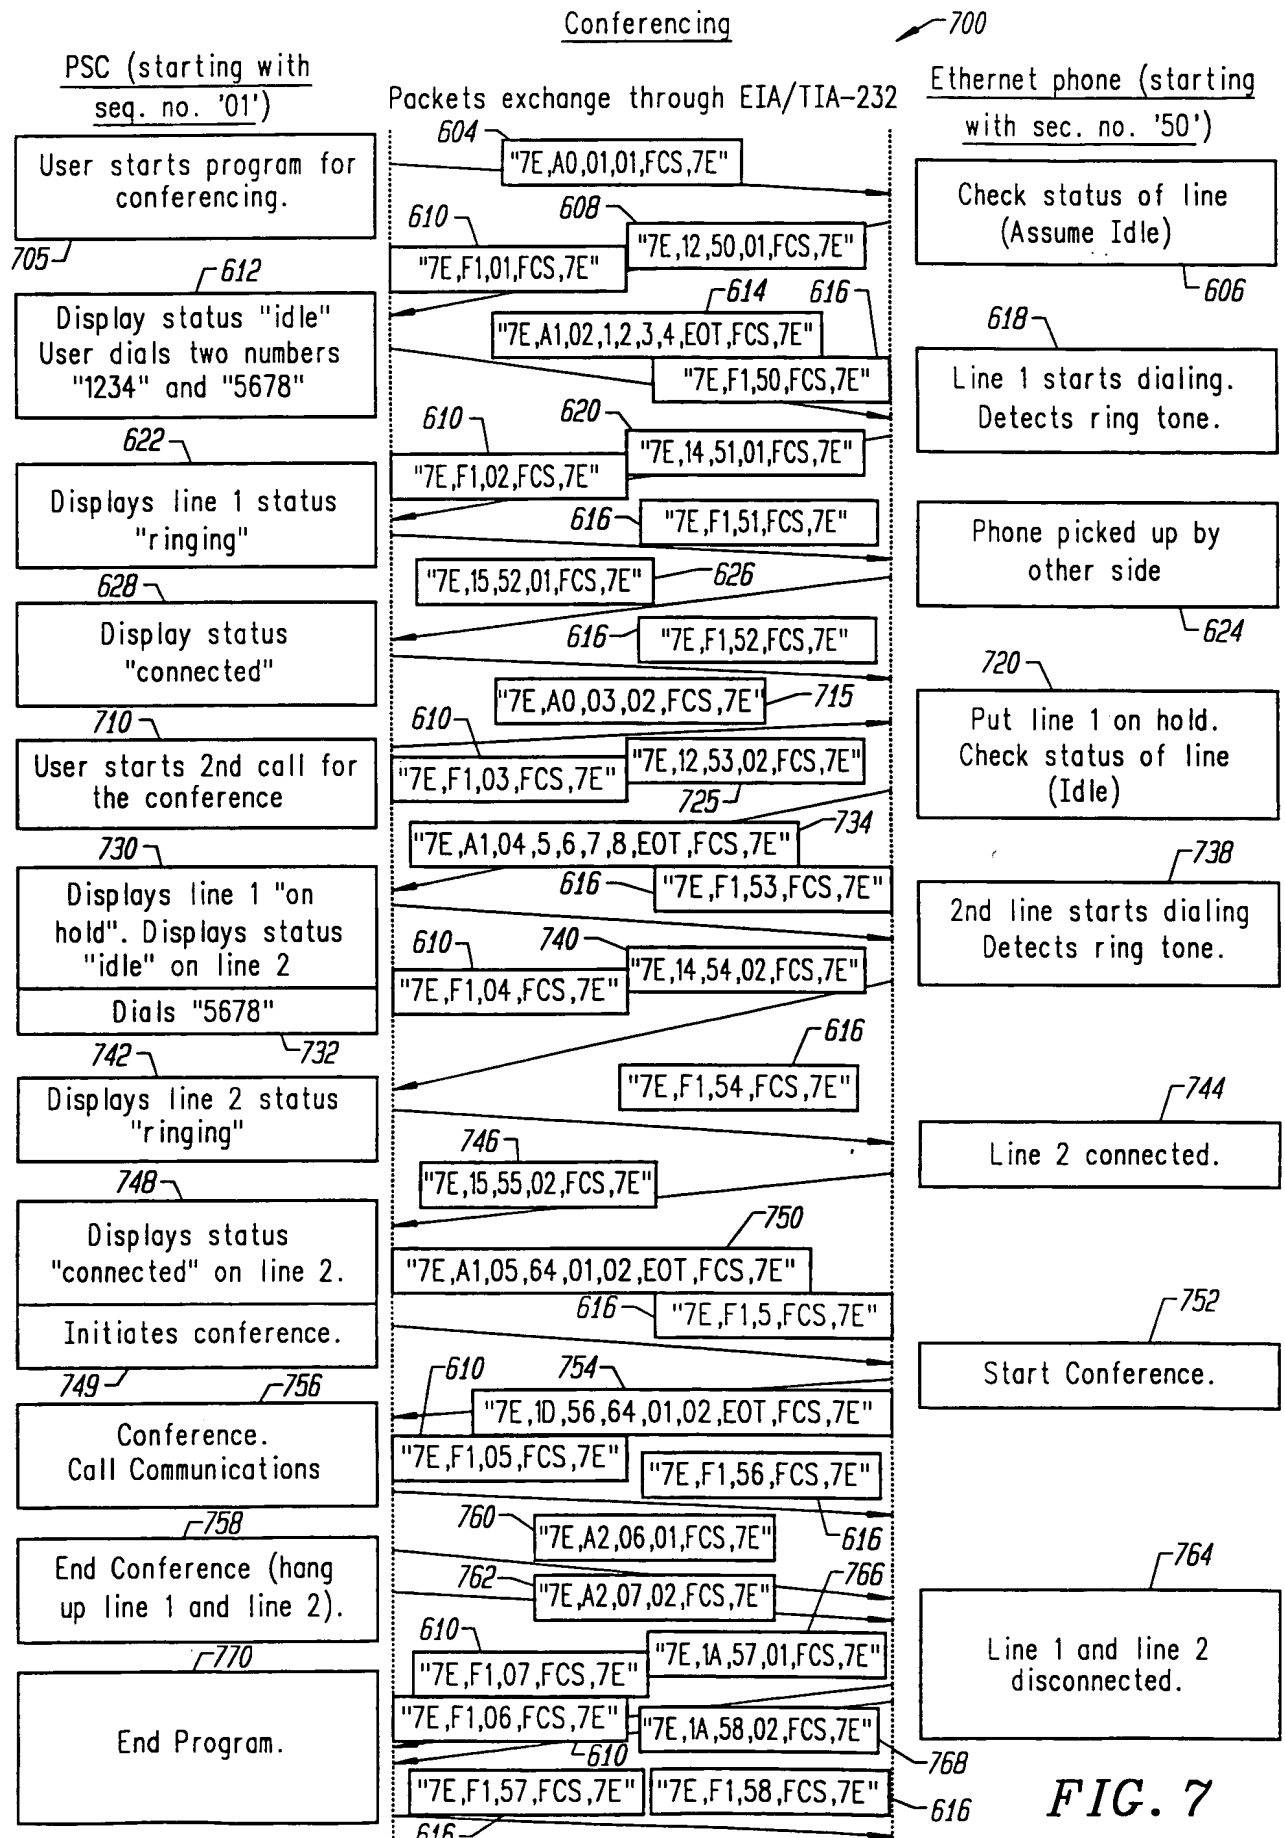 Conferencing
700
PSC (starting with
seq. no. '01')
Packets exchange through EIA/TIA-232
Ethernet phone (starting
with sec. no. '50')
User starts program for
conferencing.
705
604
"7E,A0,01,01,FCS,7E"
Check status of line
(Assume Idle)
606
610
608
"7E,12,50,01,FCS,7E"
"7E,F1,01,FCS,7E"
612
Display status "idle"
User dials two numbers
"1234" and "5678"
614
616
"7E,A1,02,1,2,3,4,EOT,FCS,7E"
"7E,F1,50,FCS,7E"
618
Line 1 starts dialing.
Detects ring tone.
610
620
"7E,14,51,01,FCS,7E"
"7E,F1,02,FCS,7E"
622
Displays line 1 status
"ringing"
616
"7E,F1,51,FCS,7E"
Phone picked up by
other side
624
"7E,15,52,01,FCS,7E"
626
628
Display status
"connected"
616
"7E,F1,52,FCS,7E"
"7E,A0,03,02,FCS,7E"
715
720
Put line 1 on hold.
Check status of line
(Idle)
710
User starts 2nd call for
the conference
610
"7E,12,53,02,FCS,7E"
"7E,F1,03,FCS,7E"
725
"7E,A1,04,5,6,7,8,EOT,FCS,7E"
734
730
Displays line 1 "on
hold". Displays status
"idle" on line 2
Dials "5678"
732
616
"7E,F1,53,FCS,7E"
738
2nd line starts dialing
Detects ring tone.
610
740
"7E,14,54,02,FCS,7E"
"7E,F1,04,FCS,7E"
742
Displays line 2 status
"ringing"
616
"7E,F1,54,FCS,7E"
744
Line 2 connected.
746
"7E,15,55,02,FCS,7E"
748
Displays status
"connected" on line 2.
Initiates conference.
749
750
"7E,A1,05,64,01,02,EOT,FCS,7E"
616
"7E,F1,5,FCS,7E"
752
Start Conference.
610
754
"7E,1D,56,64,01,02,EOT,FCS,7E"
756
Conference.
Call Communications
"7E,F1,05,FCS,7E"
"7E,F1,56,FCS,7E"
616
758
End Conference (hang
up line 1 and line 2).
760
"7E,A2,06,01,FCS,7E"
762
"7E,A2,07,02,FCS,7E"
766
764
Line 1 and line 2
disconnected.
610
"7E,1A,57,01,FCS,7E"
"7E,F1,07,FCS,7E"
770
End Program.
"7E,F1,06,FCS,7E"
"7E,1A,58,02,FCS,7E"
610
768
"7E,F1,57,FCS,7E"
"7E,F1,58,FCS,7E"
616
616
FIG. 7